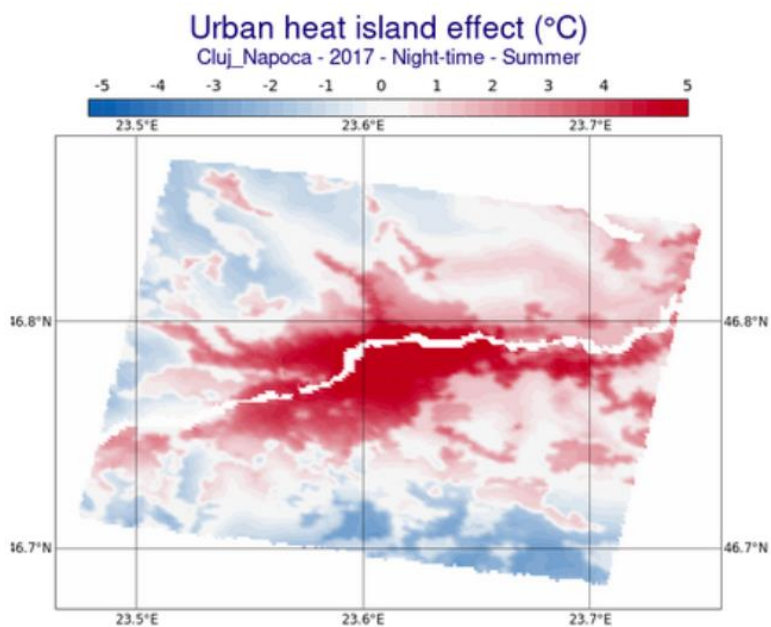 Urban heat island effect (°C)
Cluj_Napoca - 2017 - Night-time - Summer
-5 -4 -3 -2 -1 0 1 2 3 4 5
23.5°E 23.6°E 23.7°E
46.8°N 46.8°N
46.7°N 46.7°N
23.5°E 23.6°E 23.7°E